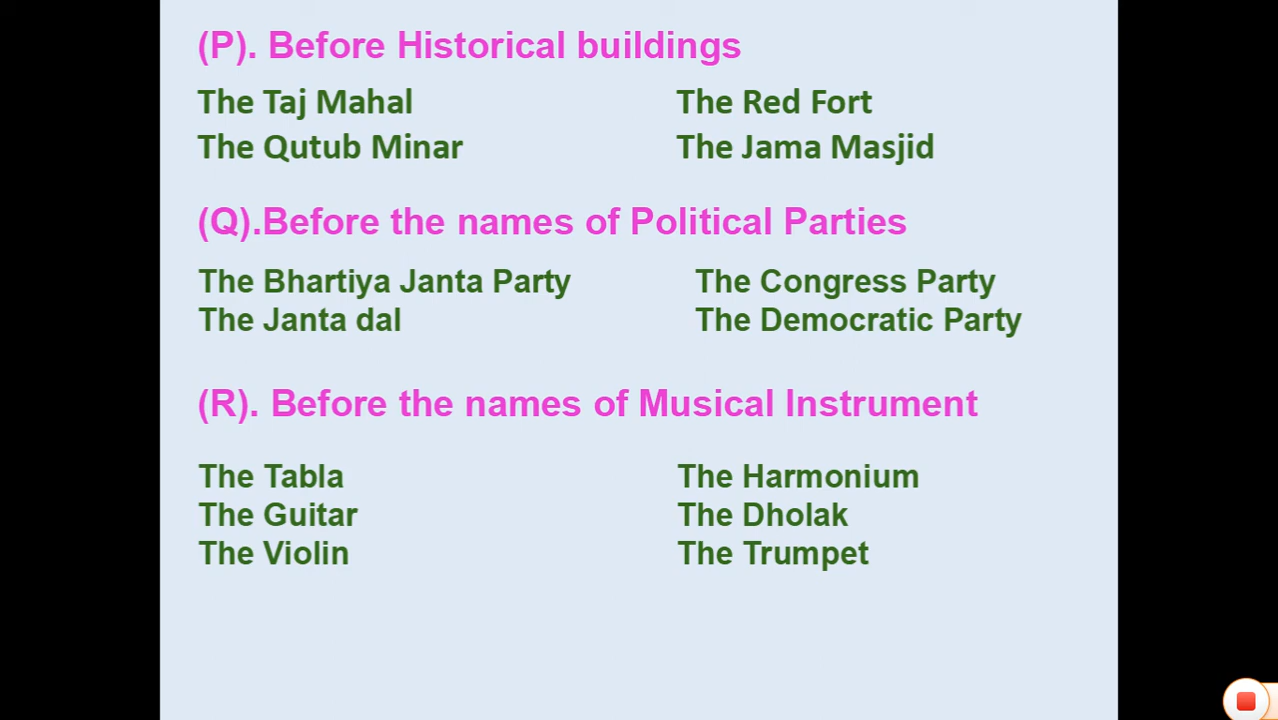 (P). Before Historical buildings
The Taj Mahal The Red Fort
The Qutub Minar The Jama Masjid
(Q).Before the names of Political Parties
The Bhartiya Janta Party The Congress Party
The Janta dal The Democratic Party
(R). Before the names of Musical Instrument
The Tabla The Harmonium
The Guitar The Dholak
The Violin The Trumpet